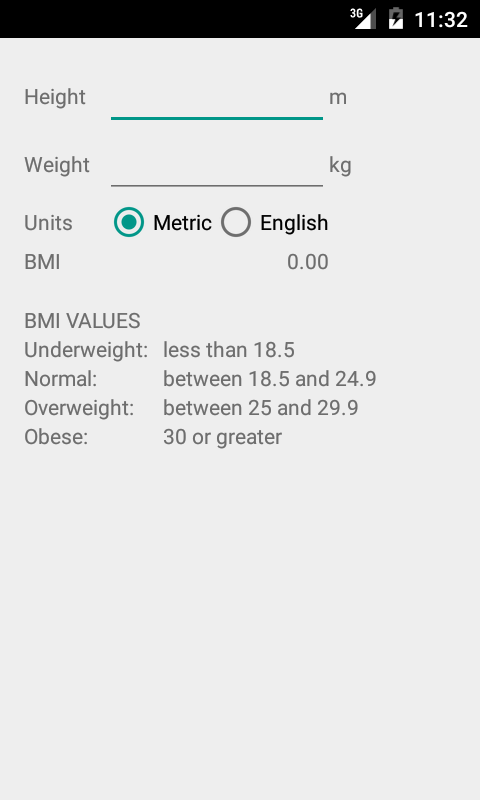 3G 11:32
Height m
Weight kg
Units Metric English
BMI 0.00
BMI VALUES
Underweight: less than 18.5
Normal: between 18.5 and 24.9
Overweight: between 25 and 29.9
Obese: 30 or greater